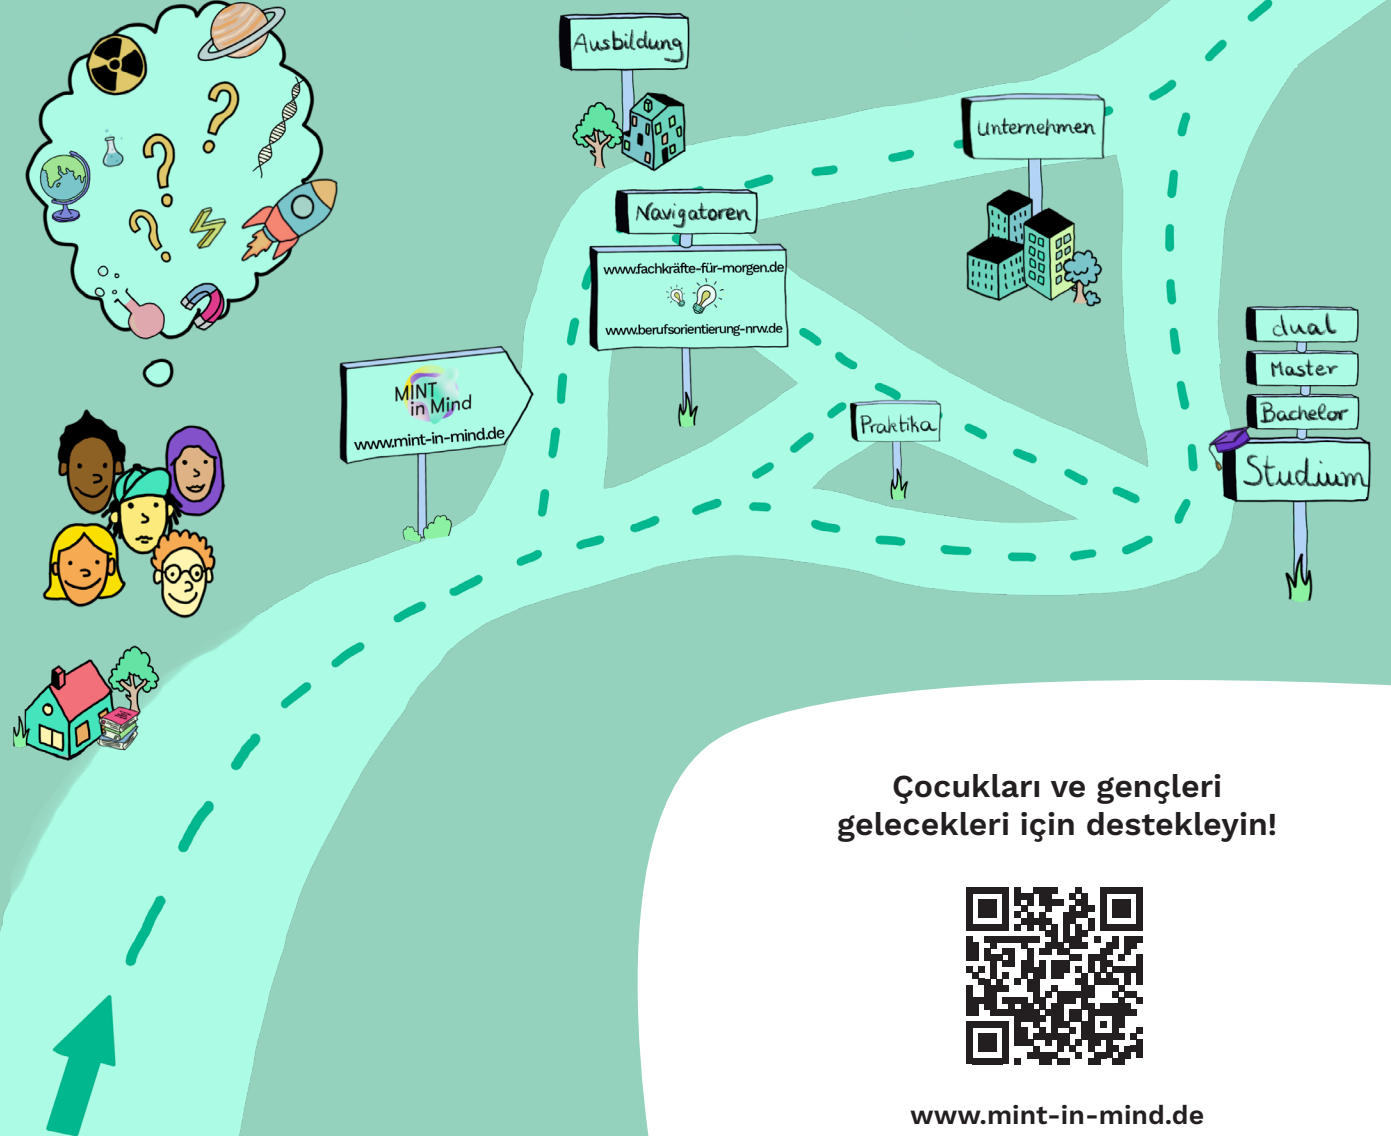 Ausbildung
Unternehmen
Navigatoren
www.fachkräfte-für-morgen.de
www.berufsorientierung-nrw.de
MINT
in Mind
www.mint-in-mind.de
Praktika
dual
Master
Bachelor
Studium
Çocukları ve gençleri
gelecekleri için destekleyin!
www.mint-in-mind.de